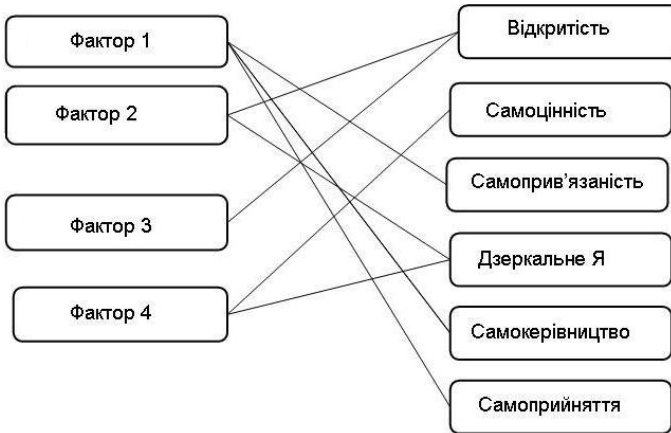 Фактор 1
Фактор 2
Фактор 3
Фактор 4
Відкритість
Самоцінність
Самоприв’язаність
Дзеркальне Я
Самокерівництво
Самоприйняття